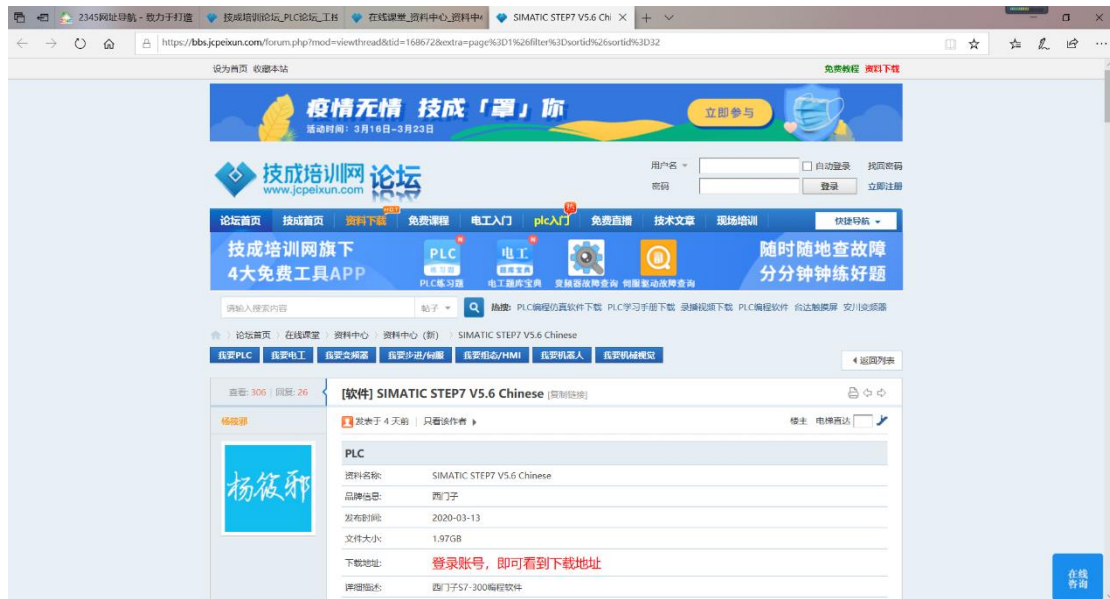 2345网址导航 - 致力于打造
技成培训论坛_PLC论坛_工
在线课堂_资料中心_资料中
SIMATIC STEP7 V5.6 Chi
https://bbs.jcpeixun.com/forum.php?mod=viewthread&tid=168672&extra=page%3D1%26filter%3Dsortid%26sortid%3D32
设为首页 收藏本站
免费教程 资料下载
疫情无情 技成「罩」你
活动时间：3月16日-3月23日
立即参与
技成培训网 论坛
www.jcpeixun.com
用户名
自动登录 找回密码
密码
登录 立即注册
论坛首页 技成首页 资料下载 免费课程 电工入门 plc入门 免费直播 技术文章 现场培训 快捷导航
技成培训网旗下
4大免费工具APP
PLC
电工
题库宝典
PLC练习题 电工题库宝典 变频器故障查询 伺服驱动故障查询
随时随地查故障
分分钟钟练好题
请输入搜索内容 帖子 热搜: PLC编程仿真软件下载 PLC学习手册下载 录播视频下载 PLC编程软件 台达触摸屏 安川变频器
论坛首页 在线课堂 资料中心 资料中心（新） SIMATIC STEP7 V5.6 Chinese
我要PLC 我要电工 我要变频器 我要步进/伺服 我要组态/HMI 我要机器人 我要机械视觉
返回列表
查看: 306 | 回复: 26
[软件] SIMATIC STEP7 V5.6 Chinese [复制链接]
杨筱邪
发表于 4 天前 | 只看该作者
楼主 电梯直达
杨筱邪
PLC
资料名称: SIMATIC STEP7 V5.6 Chinese
品牌信息: 西门子
发布时间: 2020-03-13
文件大小: 1.97GB
下载地址: 登录账号，即可看到下载地址
详细描述: 西门子S7-300编程软件
在线
咨询